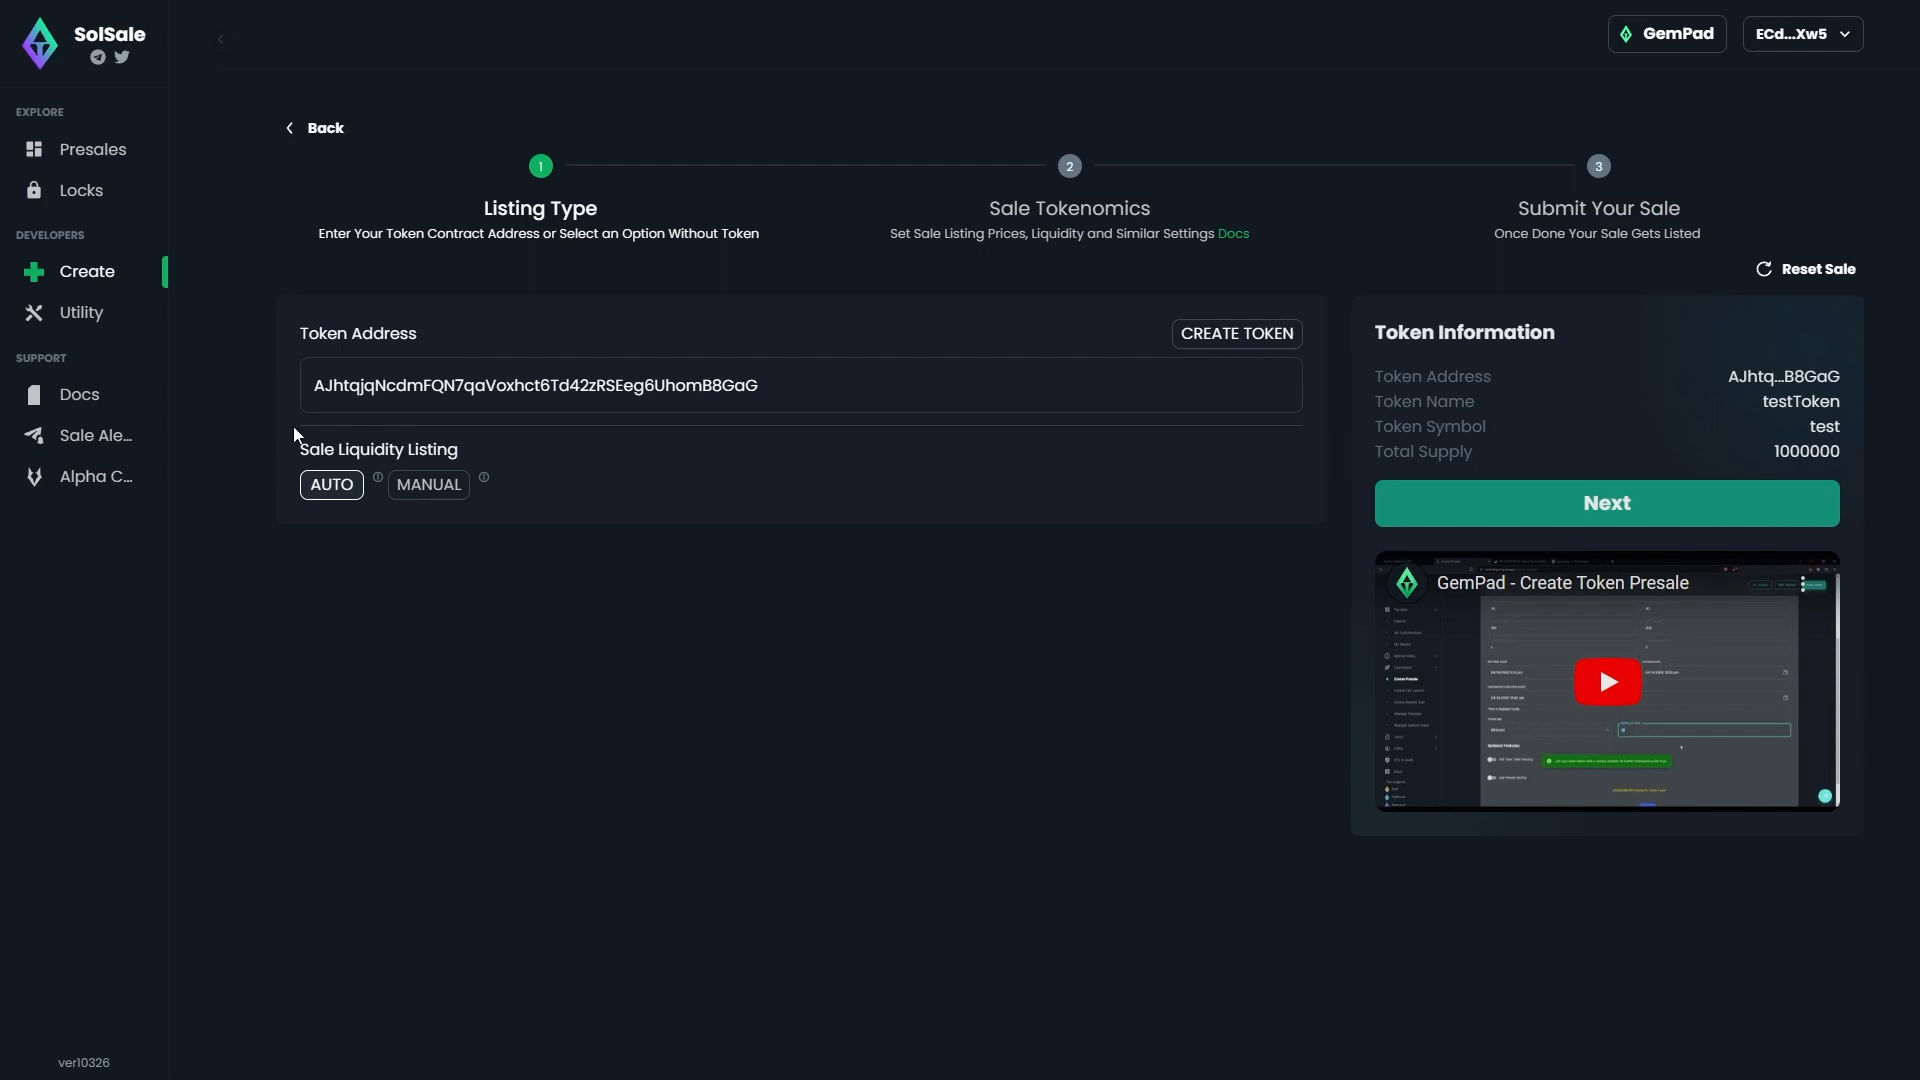 SolSale
EXPLORE
Presales
Locks
DEVELOPERS
Create
Utility
SUPPORT
Docs
Sale Ale...
Alpha C...
ver10326
GemPad
ECd...Xw5
Back
1
2
3
Listing Type
Sale Tokenomics
Submit Your Sale
Enter Your Token Contract Address or Select an Option Without Token
Set Sale Listing Prices, Liquidity and Similar Settings Docs
Once Done Your Sale Gets Listed
Reset Sale
Token Address
CREATE TOKEN
AJhtqjqNcdmFQN7qaVoxhct6Td42zRSEeg6UhomB8GaG
Sale Liquidity Listing
AUTO
MANUAL
Token Information
Token Address AJhtq...B8GaG
Token Name testToken
Token Symbol test
Total Supply 1000000
Next
GemPad - Create Token Presale